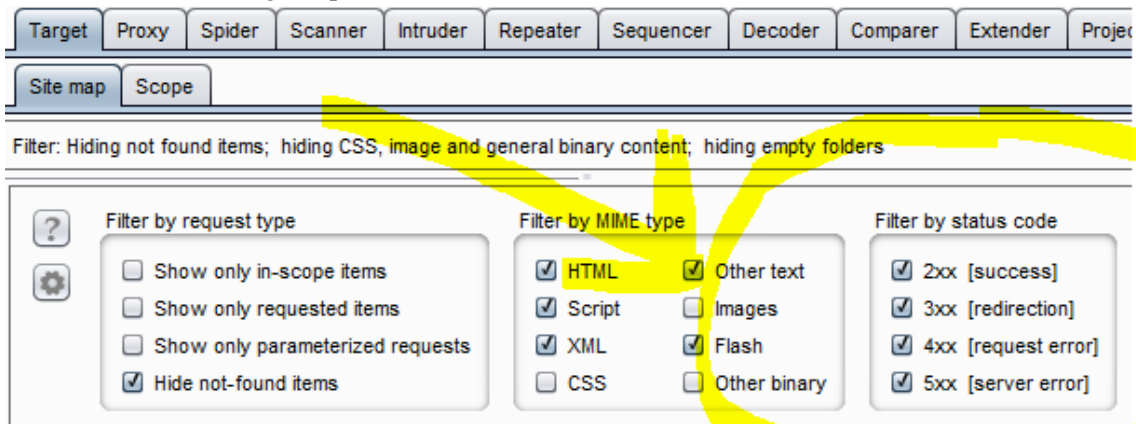 Target Proxy Spider Scanner Intruder Repeater Sequencer Decoder Comparer Extender Projec
Site map Scope
Filter: Hiding not found items; hiding CSS, image and general binary content; hiding empty folders
? Filter by request type Filter by MIME type Filter by status code
Show only in-scope items HTML Other text 2xx [success]
Show only requested items Script Images 3xx [redirection]
Show only parameterized requests XML Flash 4xx [request error]
Hide not-found items CSS Other binary 5xx [server error]